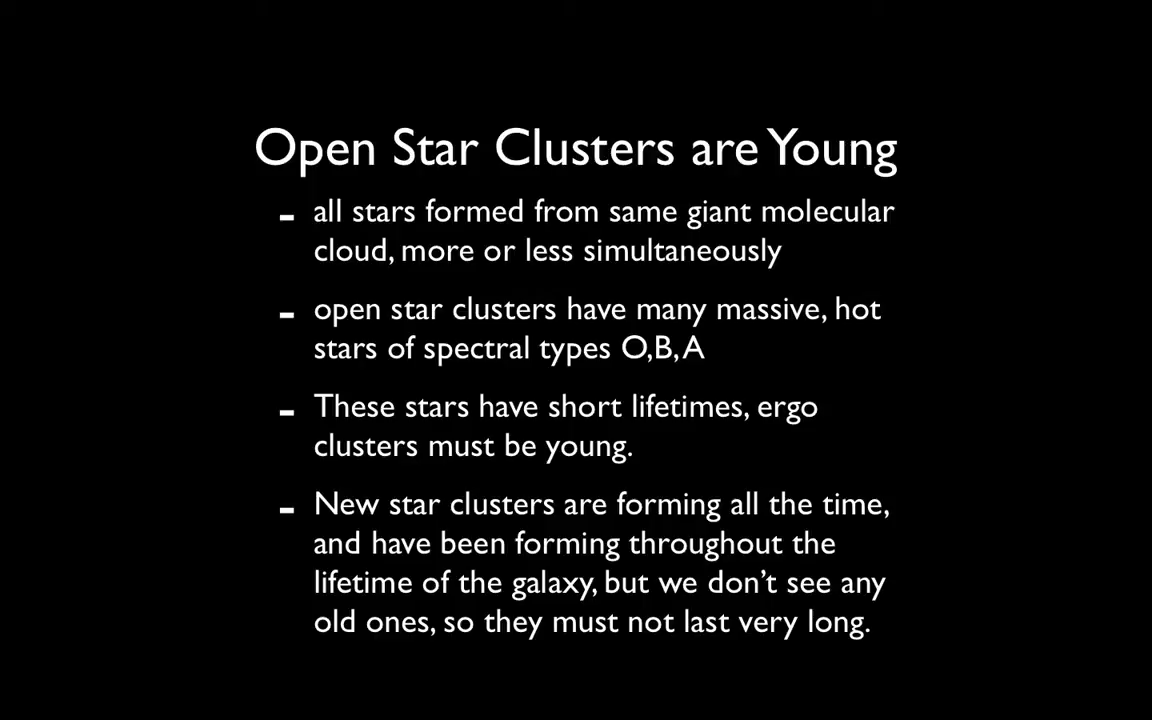 Open Star Clusters are Young
- all stars formed from same giant molecular
cloud, more or less simultaneously
- open star clusters have many massive, hot
stars of spectral types O,B, A
- These stars have short lifetimes, ergo
clusters must be young.
- New star clusters are forming all the time,
and have been forming throughout the
lifetime of the galaxy, but we don’t see any
old ones, so they must not last very long.